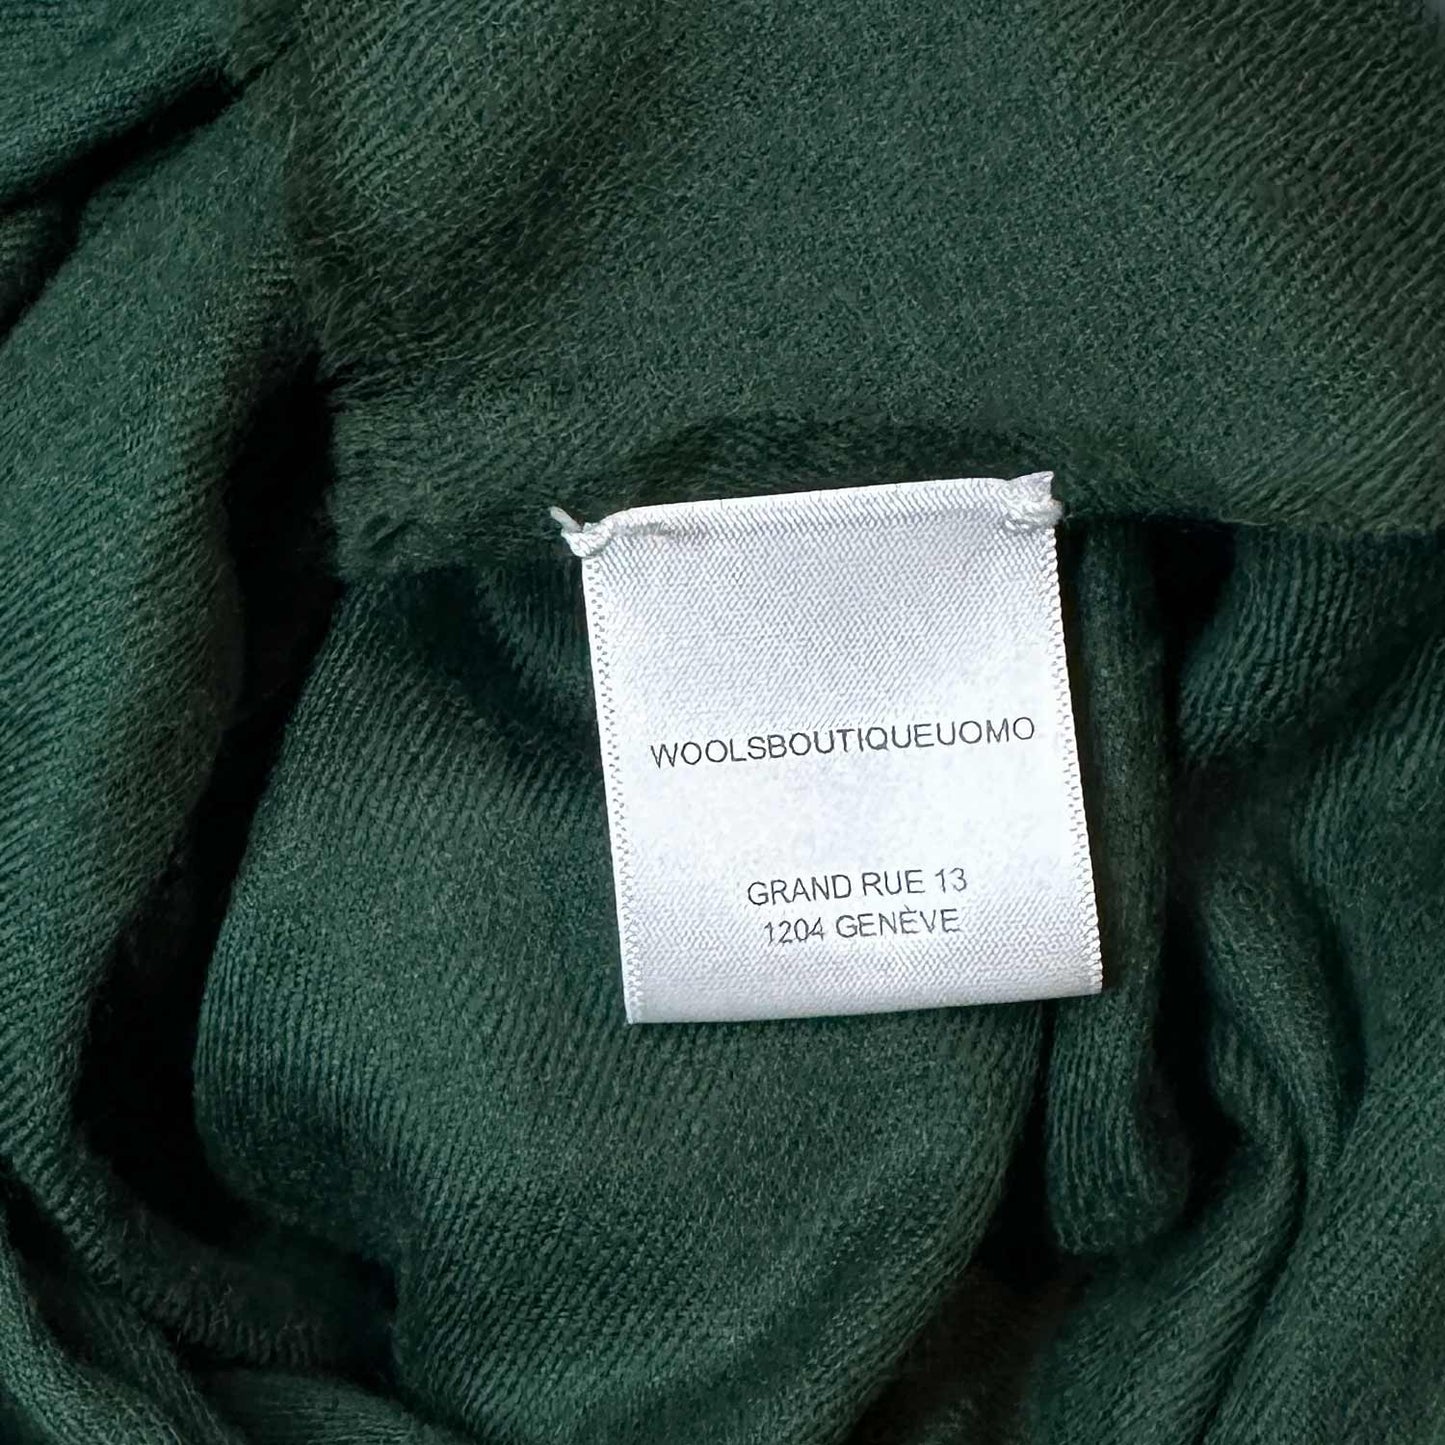 WOOLSBOUTIQUEUOMO
GRAND RUE 13
1204 GENÈVE